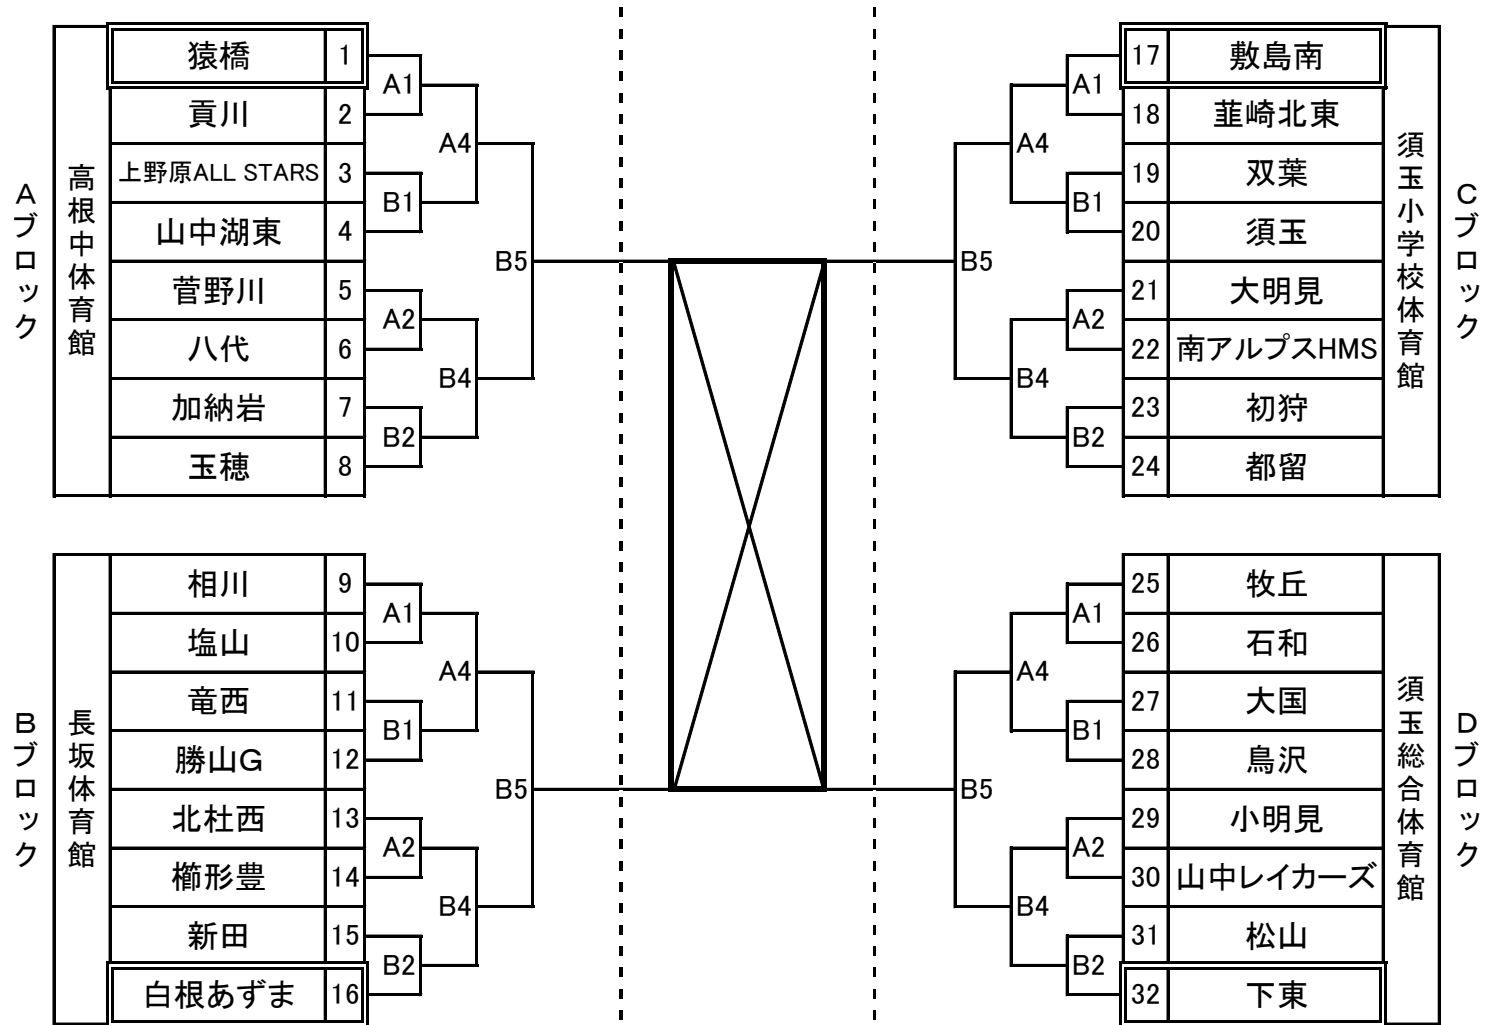 Aブロック
高根中体育館
猿橋 1
貢川 2
上野原ALL STARS 3
山中湖東 4
菅野川 5
八代 6
加納岩 7
玉穂 8
A1
B1
A2
B2
A4
B4
B5
Bブロック
長坂体育館
相川 9
塩山 10
竜西 11
勝山G 12
北杜西 13
櫛形豊 14
新田 15
白根あずま 16
A1
B1
A2
B2
A4
B4
B5
Cブロック
須玉小学校体育館
17 敷島南
18 韮崎北東
19 双葉
20 須玉
21 大明見
22 南アルプスHMS
23 初狩
24 都留
A1
B1
A2
B2
A4
B4
B5
Dブロック
須玉総合体育館
25 牧丘
26 石和
27 大国
28 鳥沢
29 小明見
30 山中レイカーズ
31 松山
32 下東
A1
B1
A2
B2
A4
B4
B5